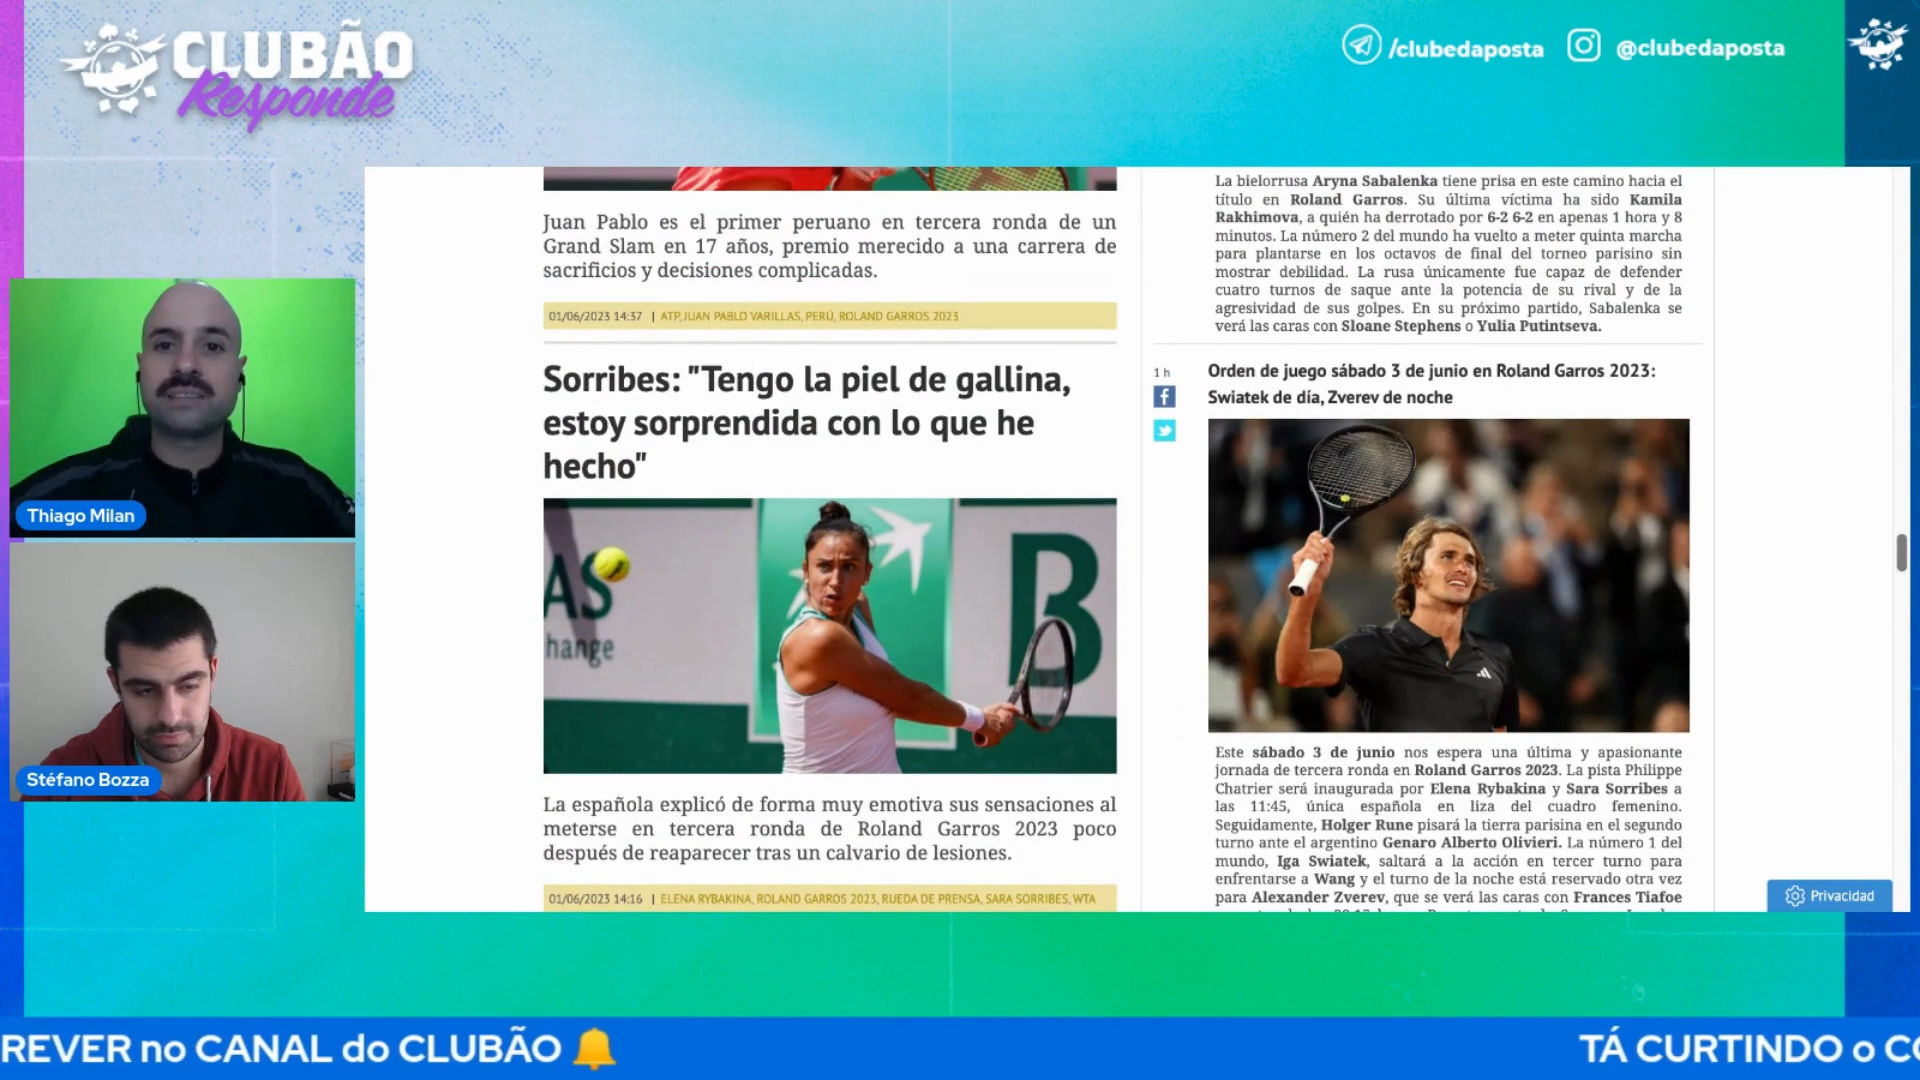 CLUBÃO
Responde
/clubedaposta
@clubedaposta
Thiago Milan
Stéfano Bozza
Juan Pablo es el primer peruano en tercera ronda de un
Grand Slam en 17 años, premio merecido a una carrera de
sacrificios y decisiones complicadas.
01/06/2023 14:37 | ATP, JUAN PABLO VARILLAS, PERÚ, ROLAND GARROS 2023
Sorribes: "Tengo la piel de gallina,
estoy sorprendida con lo que he
hecho"
AS
hange
B
La española explicó de forma muy emotiva sus sensaciones al
meterse en tercera ronda de Roland Garros 2023 poco
después de reaparecer tras un calvario de lesiones.
01/06/2023 14:16 | ELENA RYBAKINA, ROLAND GARROS 2023, RUEDA DE PRENSA, SARA SORRIBES, WTA
La bielorrusa Aryna Sabalenka tiene prisa en este camino hacia el
título en Roland Garros. Su última víctima ha sido Kamila
Rakhimova, a quién ha derrotado por 6-2 6-2 en apenas 1 hora y 8
minutos. La número 2 del mundo ha vuelto a meter quinta marcha
para plantarse en los octavos de final del torneo parisino sin
mostrar debilidad. La rusa únicamente fue capaz de defender
cuatro turnos de saque ante la potencia de su rival y de la
agresividad de sus golpes. En su próximo partido, Sabalenka se
verá las caras con Sloane Stephens o Yulia Putintseva.
1 h
Orden de juego sábado 3 de junio en Roland Garros 2023:
Swiatek de día, Zverev de noche
Este sábado 3 de junio nos espera una última y apasionante
jornada de tercera ronda en Roland Garros 2023. La pista Philippe
Chatrier será inaugurada por Elena Rybakina y Sara Sorribes a
las 11:45, única española en liza del cuadro femenino.
Seguidamente, Holger Rune pisará la tierra parisina en el segundo
turno ante el argentino Genaro Alberto Olivieri. La número 1 del
mundo, Iga Swiatek, saltará a la acción en tercer turno para
enfrentarse a Wang y el turno de la noche está reservado otra vez
para Alexander Zverev, que se verá las caras con Frances Tiafoe
Privacidad
REVER no CANAL do CLUBÃO 🔔
TÁ CURTINDO o CO